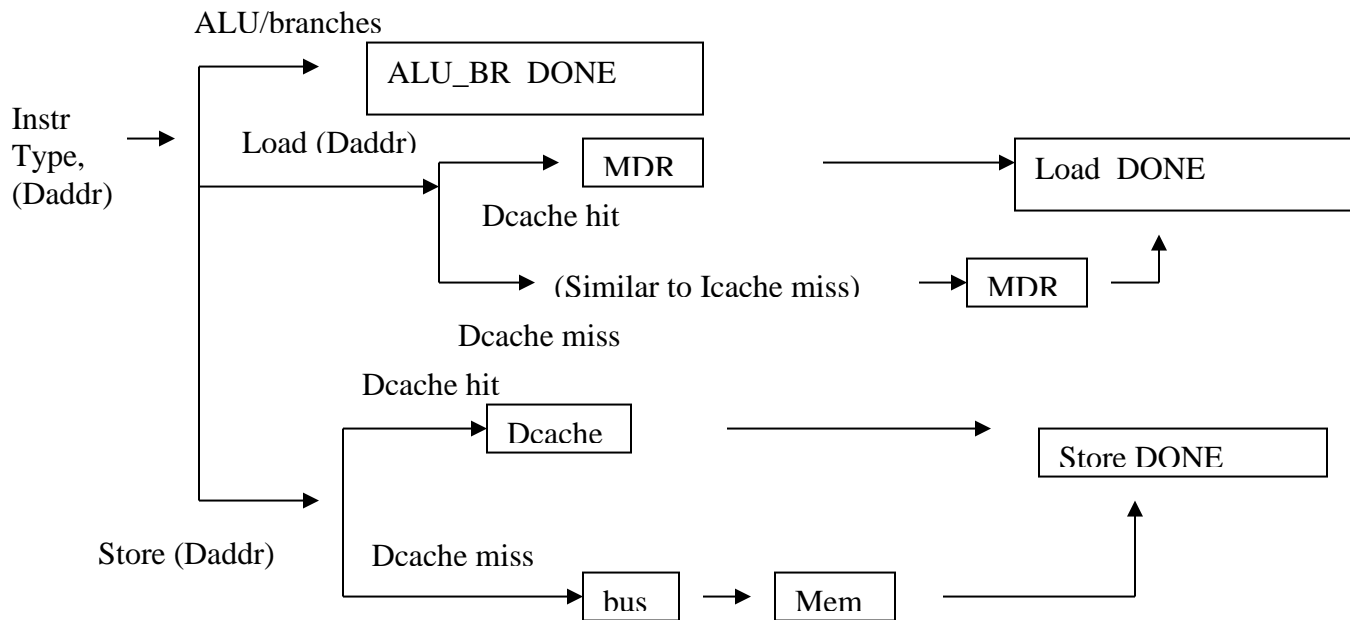 ALU/branches
ALU_BR DONE
Instr
Type,
(Daddr)
Load (Daddr)
MDR
Load DONE
Dcache hit
(Similar to Icache miss)
MDR
Dcache miss
Dcache hit
Dcache
Store DONE
Store (Daddr)
Dcache miss
bus
Mem